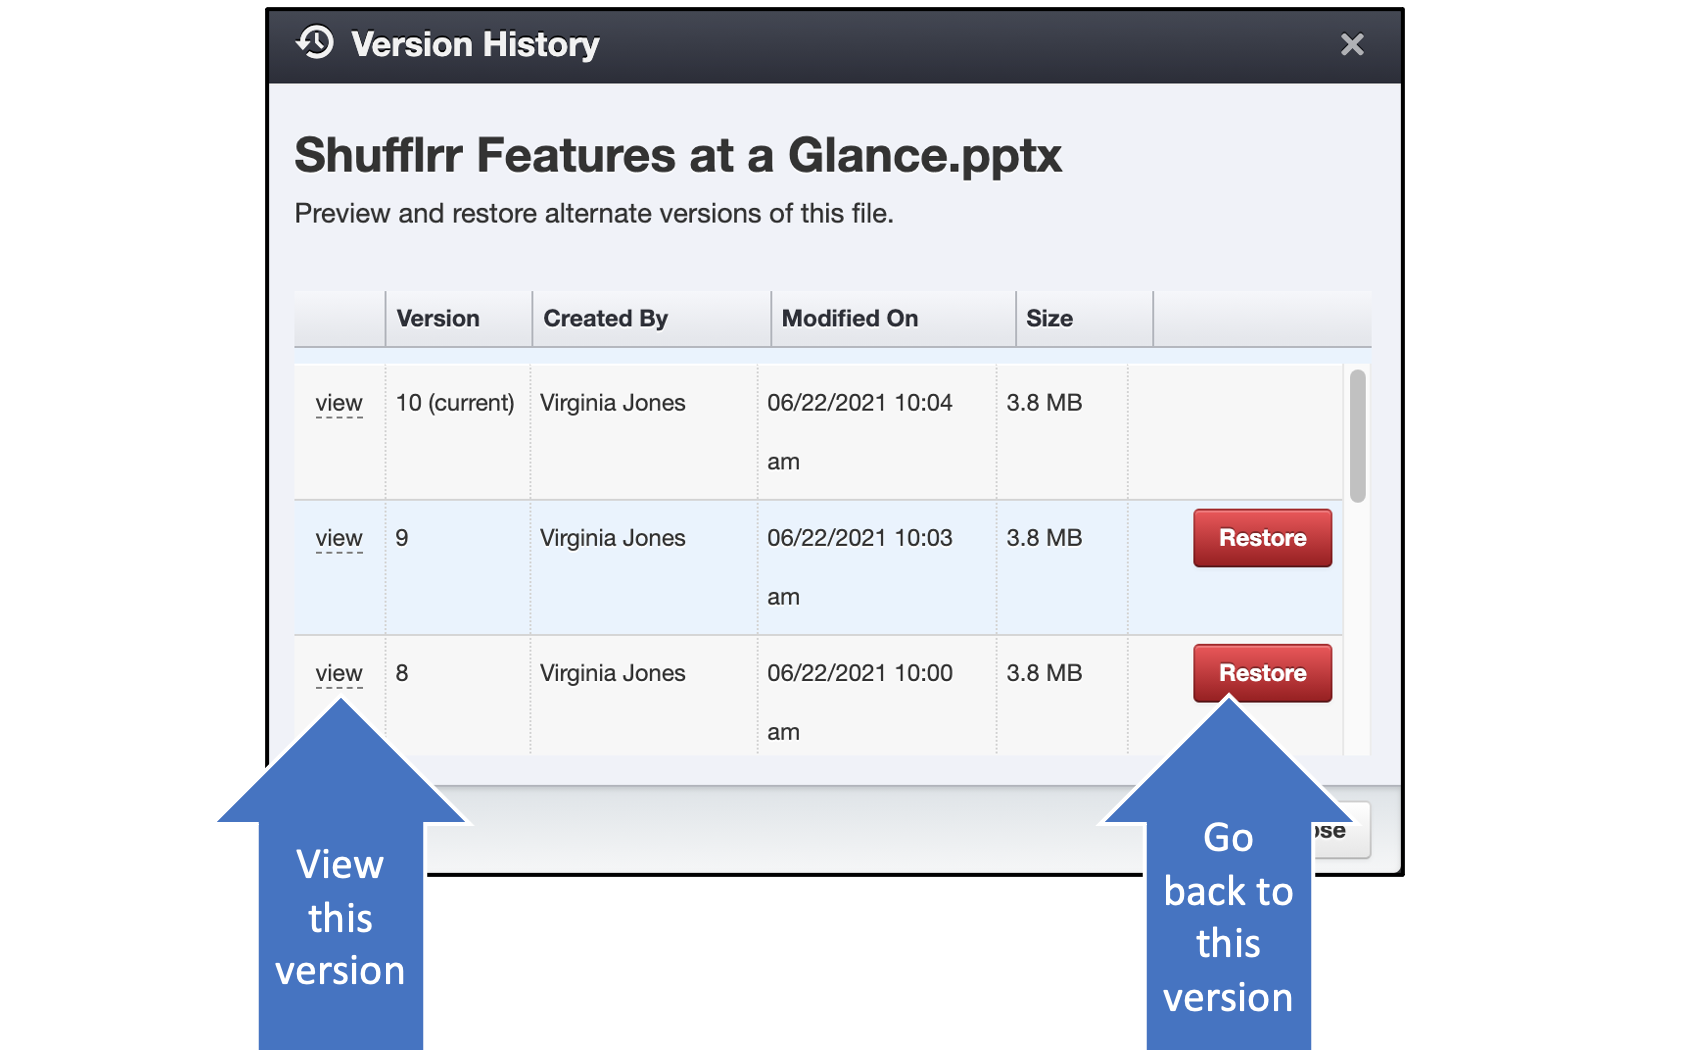 Version History
Shufflrr Features at a Glance.pptx
Preview and restore alternate versions of this file.
Version Created By Modified On Size
view 10 (current) Virginia Jones 06/22/2021 10:04 3.8 MB
am
view 9 Virginia Jones 06/22/2021 10:03 3.8 MB Restore
am
view 8 Virginia Jones 06/22/2021 10:00 3.8 MB Restore
am
View
this
version
Go
back to
this
version